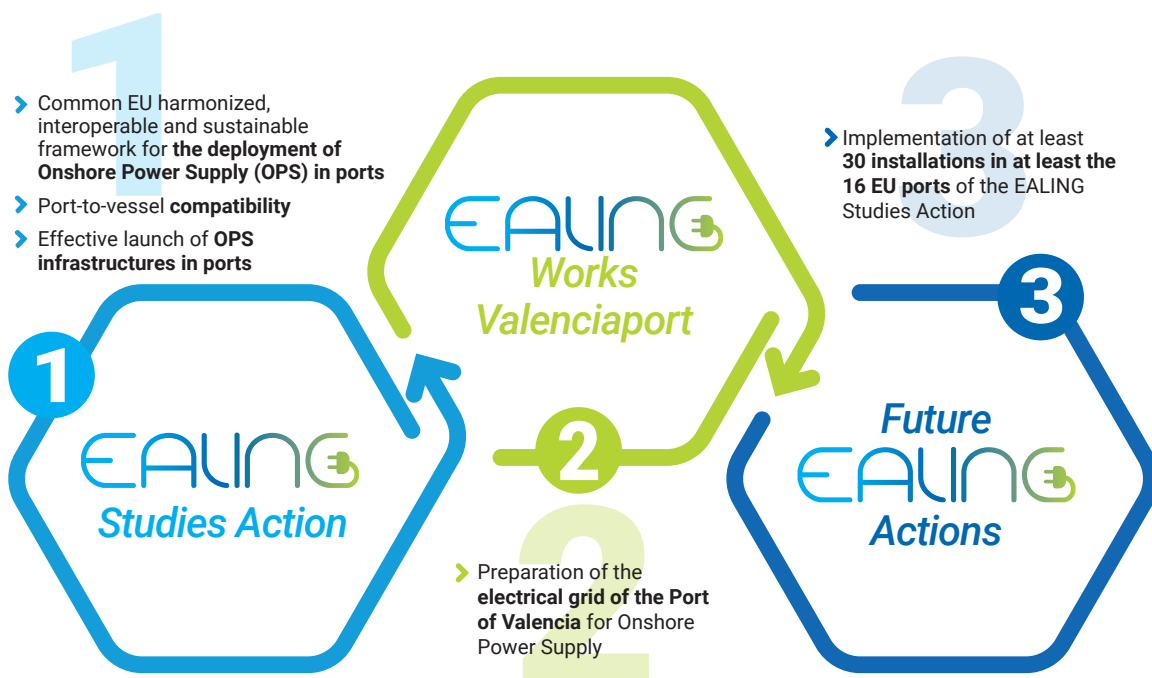 1
Common EU harmonized,
interoperable and sustainable
framework for the deployment of
Onshore Power Supply (OPS) in ports
Port-to-vessel compatibility
Effective launch of OPS
infrastructures in ports
1
EALING
Studies Action
EALING
Works
Valenciaport
2
2
Preparation of the
electrical grid of the Port
of Valencia for Onshore
Power Supply
3
Implementation of at least
30 installations in at least the
16 EU ports of the EALING
Studies Action
3
Future
EALING
Actions